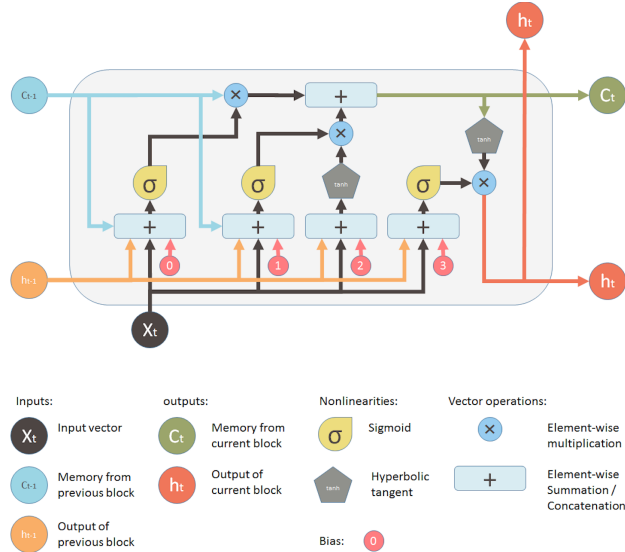 ht
Ct-1
×
+
Ct
tanh
×
σ
σ
tanh
σ
×
+
+
+
+
0
1
2
3
ht-1
ht
Xt
Inputs:
outputs:
Nonlinearities:
Vector operations:
Xt
Input vector
Ct
Memory from
current block
σ
Sigmoid
×
Element-wise
multiplication
Ct-1
Memory from
previous block
ht
Output of
current block
tanh
Hyperbolic
tangent
+
Element-wise
Summation /
Concatenation
ht-1
Output of
previous block
Bias:
0